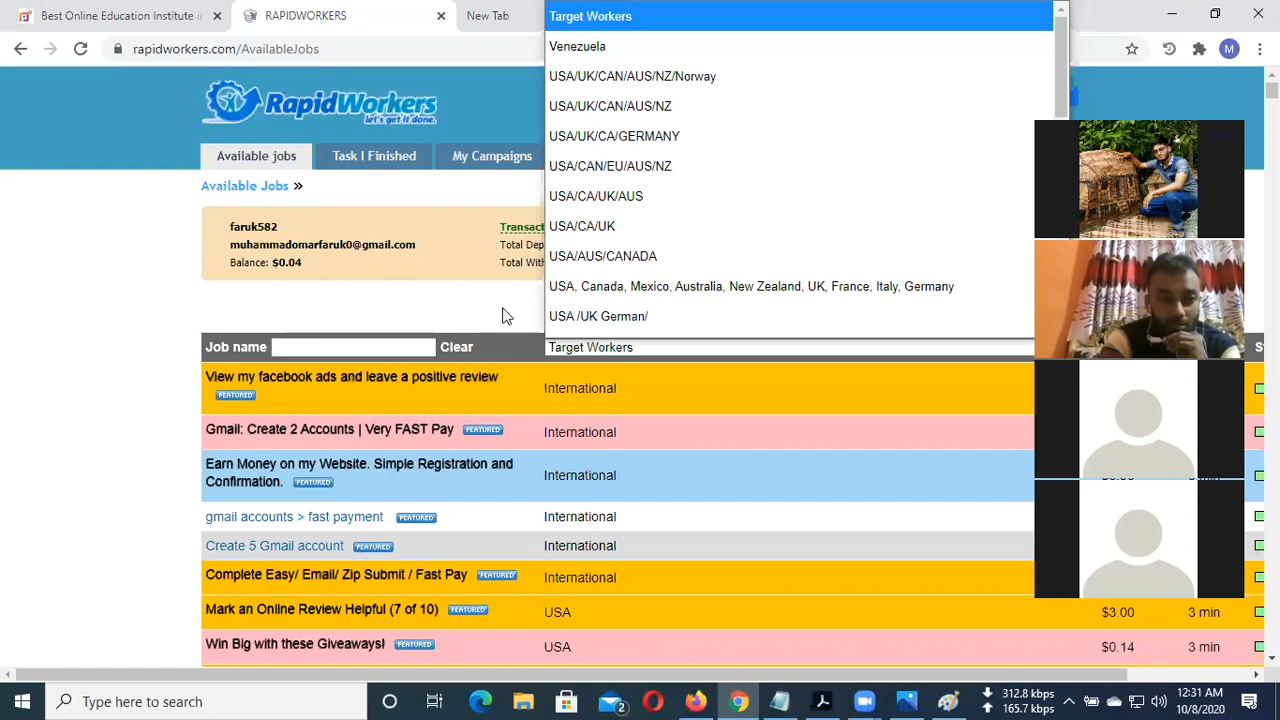 Best Online Education Institute in
RAPIDWORKERS
New Tab
rapidworkers.com/AvailableJobs
M
Target Workers
Venezuela
USA/UK/CAN/AUS/NZ/Norway
USA/UK/CAN/AUS/NZ
USA/UK/CA/GERMANY
USA/CAN/EU/AUS/NZ
USA/CA/UK/AUS
USA/CA/UK
USA/AUS/CANADA
USA, Canada, Mexico, Australia, New Zealand, UK, France, Italy, Germany
USA /UK German/
RapidWorkers
let's get it done.
Available jobs
Task I Finished
My Campaigns
Available Jobs »
faruk582
muhammadomarfaruk0@gmail.com
Balance: $0.04
Transact
Total Dep
Total With
Job name
Clear
Target Workers
View my facebook ads and leave a positive review
FEATURED
International
Gmail: Create 2 Accounts | Very FAST Pay FEATURED
International
Earn Money on my Website. Simple Registration and
Confirmation. FEATURED
International
gmail accounts > fast payment FEATURED
International
Create 5 Gmail account FEATURED
International
Complete Easy/ Email/ Zip Submit / Fast Pay FEATURED
International
Mark an Online Review Helpful (7 of 10) FEATURED
USA
$3.00
3 min
Win Big with these Giveaways! FEATURED
USA
$0.14
3 min
Type here to search
2
312.8 kbps
165.7 kbps
12:31 AM
10/8/2020